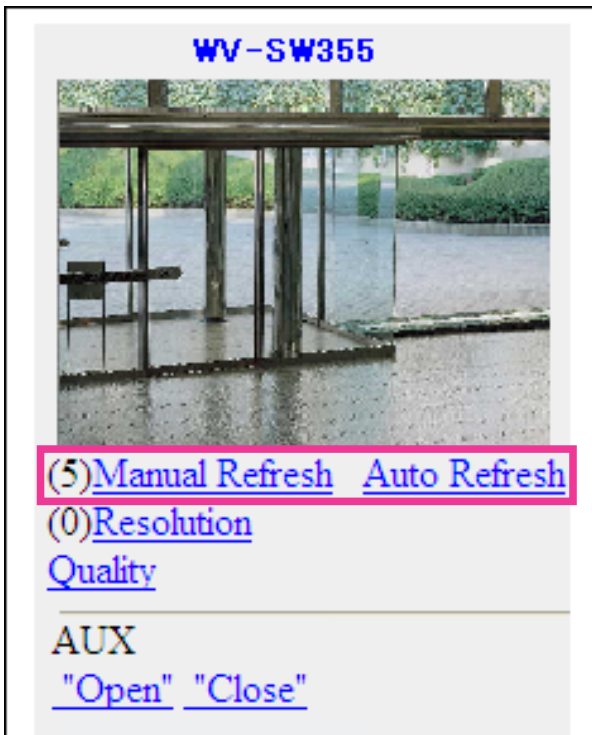 WV-SW355
(5)Manual Refresh Auto Refresh
(0)Resolution
Quality
AUX
"Open" "Close"